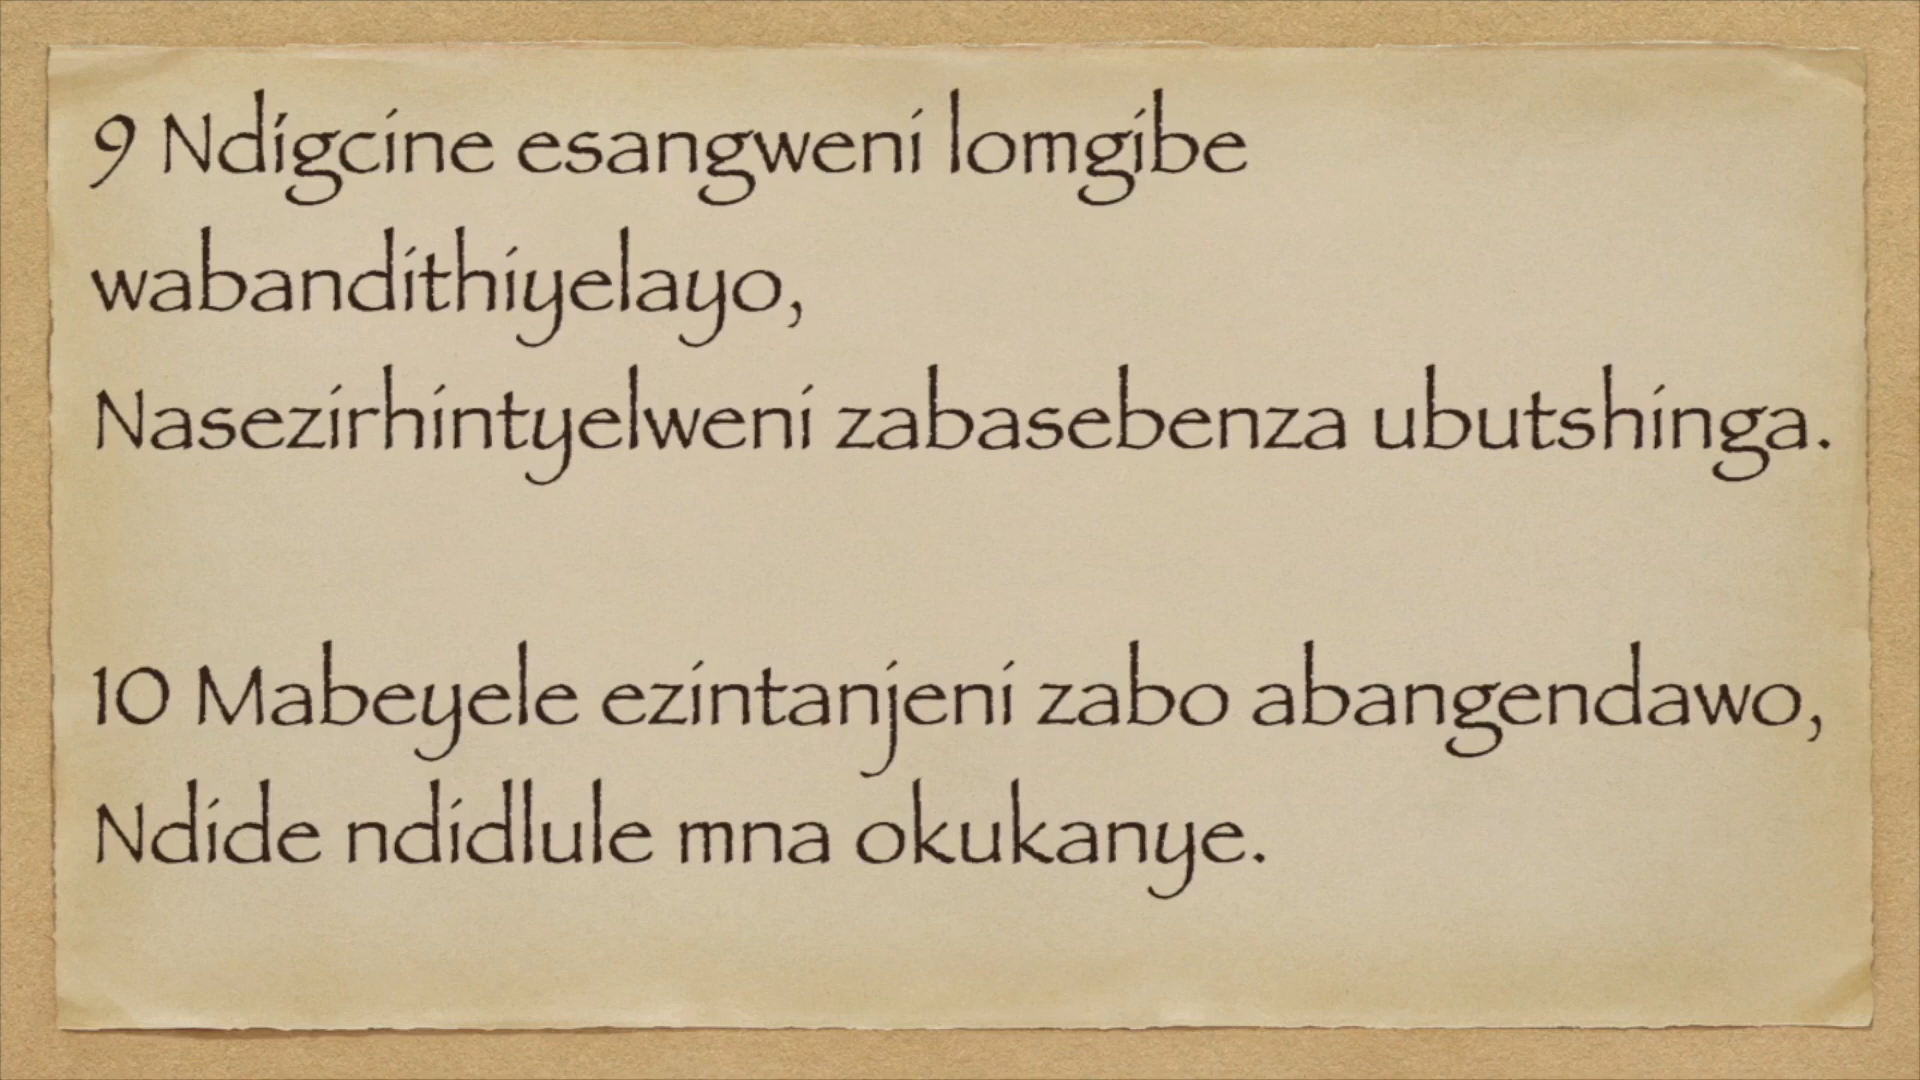 9 Ndigcine esangweni lomgibe
wabandithiyelayo,
Nasezirhintyelweni zabasebenza ubutshinga.
10 Mabeyele ezintanjeni zabo abangendawo,
Ndide ndidlule mna okukanye.